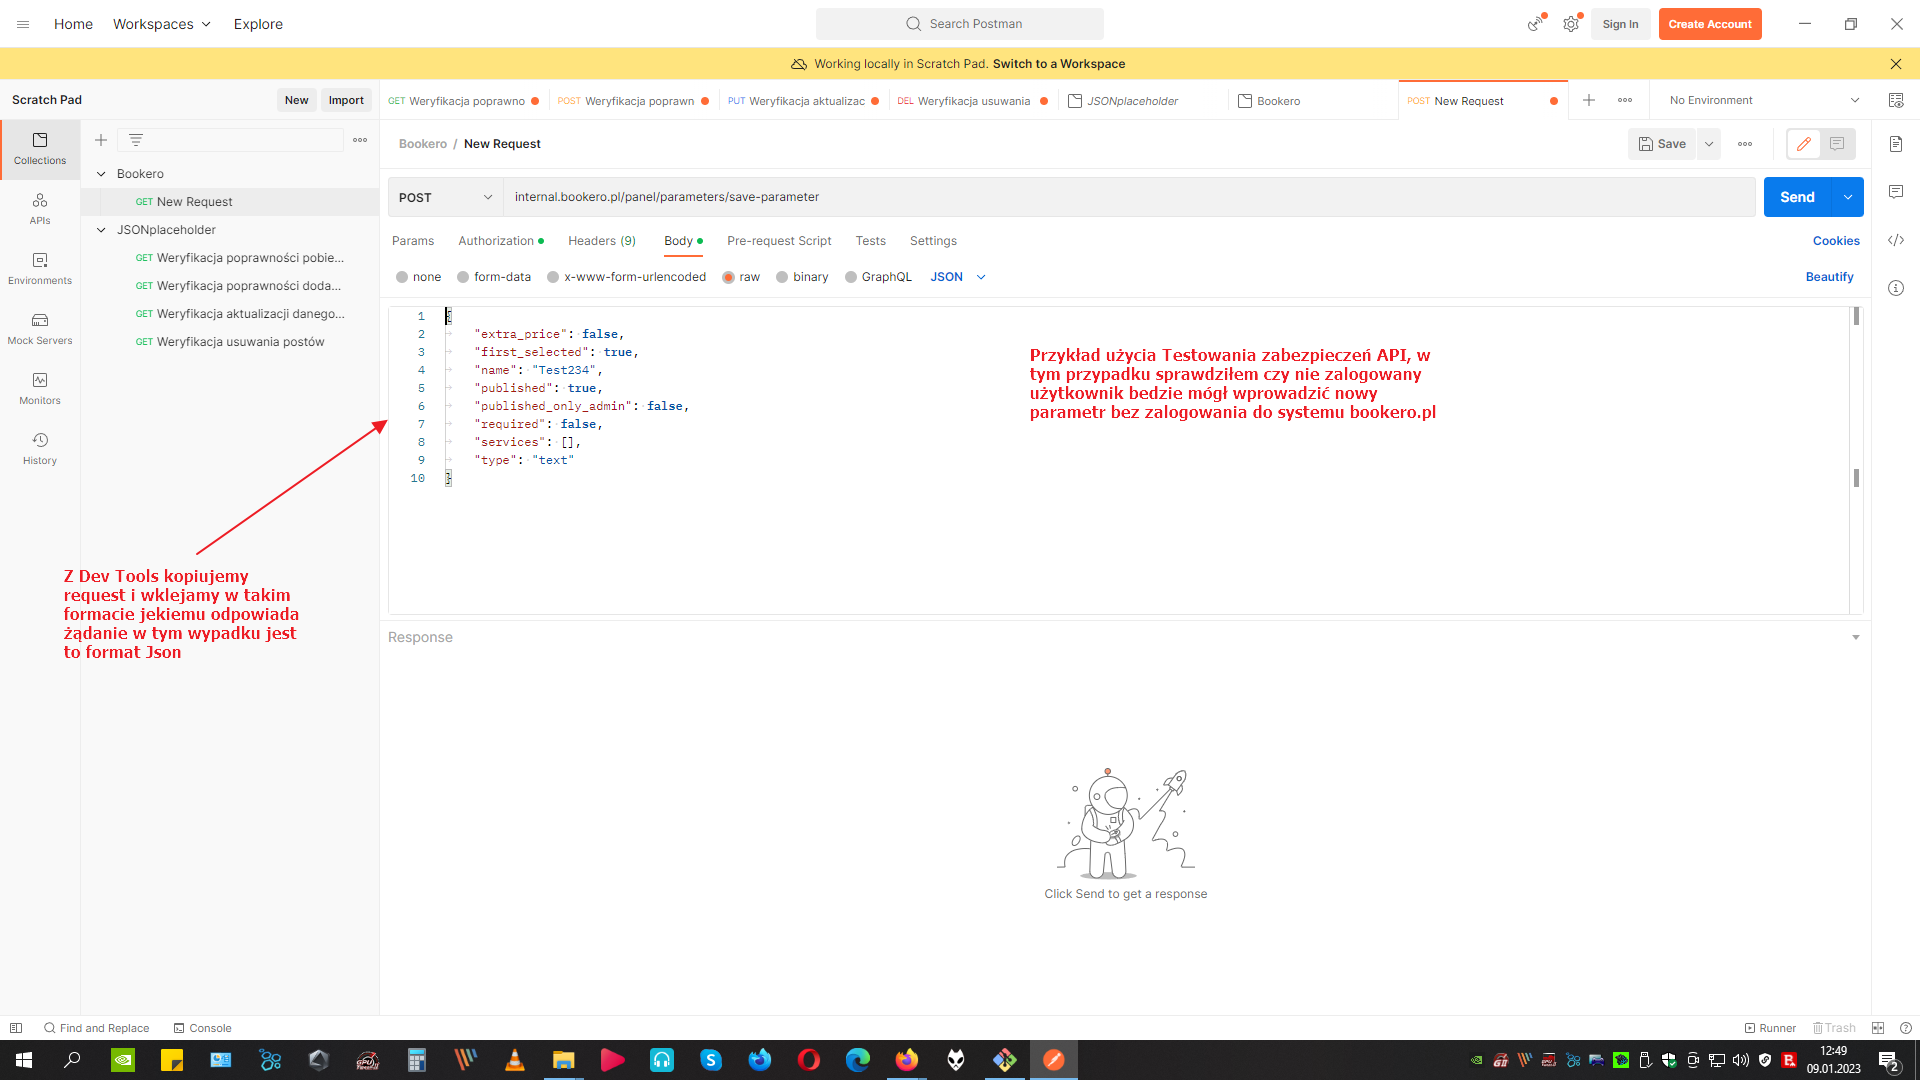 Home Workspaces Explore
Search Postman
Sign In Create Account
Working locally in Scratch Pad. Switch to a Workspace
Scratch Pad New Import
GET Weryfikacja poprawno POST Weryfikacja poprawn PUT Weryfikacja aktualizac DEL Weryfikacja usuwania JSONplaceholder Bookero POST New Request No Environment
Collections
APIs
Environments
Mock Servers
Monitors
History
Bookero
GET New Request
JSONplaceholder
GET Weryfikacja poprawności pobie...
GET Weryfikacja poprawności doda...
GET Weryfikacja aktualizacji danego...
GET Weryfikacja usuwania postów
Bookero / New Request Save
POST internal.bookero.pl/panel/parameters/save-parameter Send
Params Authorization Headers (9) Body Pre-request Script Tests Settings Cookies
none form-data x-www-form-urlencoded raw binary GraphQL JSON Beautify
1 {
2 "extra_price": false,
3 "first_selected": true,
4 "name": "Test234",
5 "published": true,
6 "published_only_admin": false,
7 "required": false,
8 "services": [],
9 "type": "text"
10 }
Przykład użycia Testowania zabezpieczeń API, w
tym przypadku sprawdziłem czy nie zalogowany
użytkownik bedzie mógł wprowadzić nowy
parametr bez zalogowania do systemu bookero.pl
Z Dev Tools kopiujemy
request i wklejamy w takim
formacie jekiemu odpowiada
żądanie w tym wypadku jest
to format Json
Response
Click Send to get a response
Find and Replace Console Runner Trash
12:49
09.01.2023
2